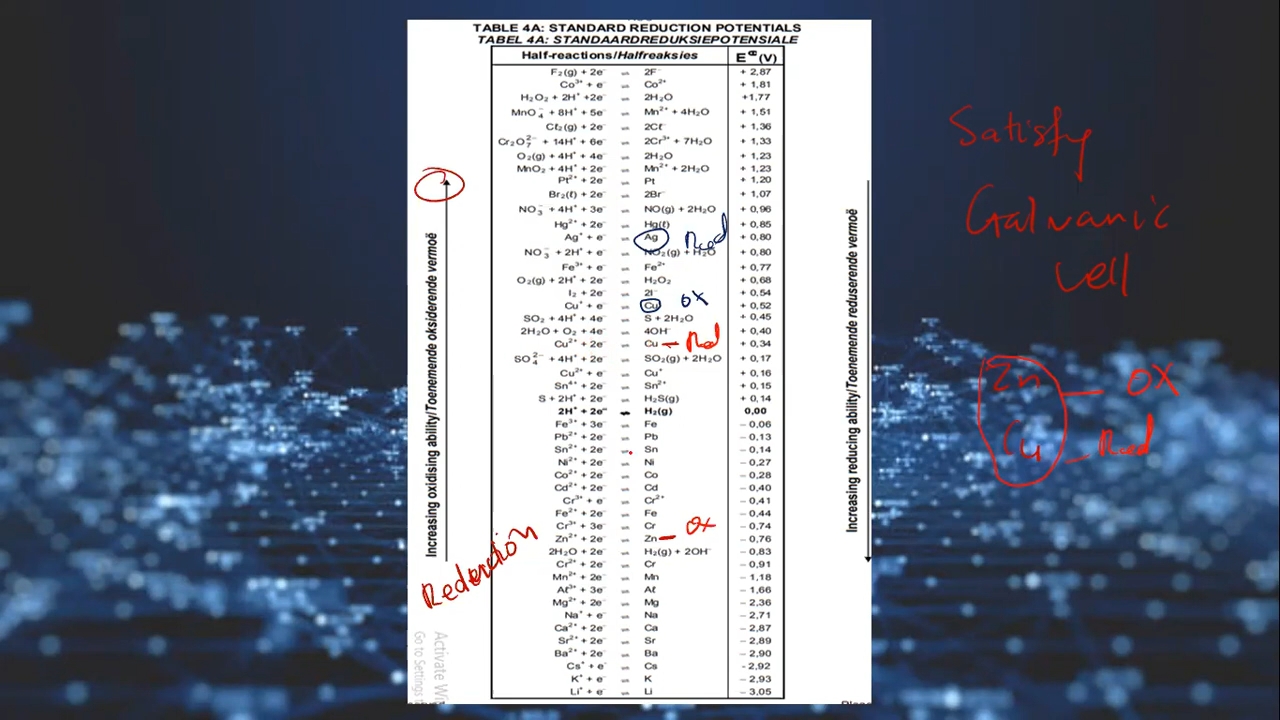 TABLE 4A: STANDARD REDUCTION POTENTIALS
TABEL 4A: STANDAARDREDUKSIEPOTENSIALE
Half-reactions/Halfreaksies E⊖(V)
F₂(g) + 2e⁻ ⇌ 2F⁻ + 2,87
Co³⁺ + e⁻ ⇌ Co²⁺ + 1,81
H₂O₂ + 2H⁺ +2e⁻ ⇌ 2H₂O +1,77
MnO₄⁻ + 8H⁺ + 5e⁻ ⇌ Mn²⁺ + 4H₂O + 1,51
Cℓ₂(g) + 2e⁻ ⇌ 2Cℓ⁻ + 1,36
Cr₂O₇²⁻ + 14H⁺ + 6e⁻ ⇌ 2Cr³⁺ + 7H₂O + 1,33
O₂(g) + 4H⁺ + 4e⁻ ⇌ 2H₂O + 1,23
MnO₂ + 4H⁺ + 2e⁻ ⇌ Mn²⁺ + 2H₂O + 1,23
Pt²⁺ + 2e⁻ ⇌ Pt + 1,20
Br₂(ℓ) + 2e⁻ ⇌ 2Br⁻ + 1,07
NO₃⁻ + 4H⁺ + 3e⁻ ⇌ NO(g) + 2H₂O + 0,96
Hg²⁺ + 2e⁻ ⇌ Hg(ℓ) + 0,85
Ag⁺ + e⁻ ⇌ Ag + 0,80 Red
NO₃⁻ + 2H⁺ + e⁻ ⇌ NO₂(g) + H₂O + 0,80
Fe³⁺ + e⁻ ⇌ Fe²⁺ + 0,77
O₂(g) + 2H⁺ + 2e⁻ ⇌ H₂O₂ + 0,68
I₂ + 2e⁻ ⇌ 2I⁻ + 0,54
Cu⁺ + e⁻ ⇌ Cu + 0,52 OX
SO₂ + 4H⁺ + 4e⁻ ⇌ S + 2H₂O + 0,45
2H₂O + O₂ + 4e⁻ ⇌ 4OH⁻ + 0,40
Cu²⁺ + 2e⁻ ⇌ Cu + 0,34 Red
SO₄²⁻ + 4H⁺ + 2e⁻ ⇌ SO₂(g) + 2H₂O + 0,17
Cu²⁺ + e⁻ ⇌ Cu⁺ + 0,16
Sn⁴⁺ + 2e⁻ ⇌ Sn²⁺ + 0,15
S + 2H⁺ + 2e⁻ ⇌ H₂S(g) + 0,14
2H⁺ + 2e⁻ ⇌ H₂(g) 0,00
Fe³⁺ + 3e⁻ ⇌ Fe − 0,06
Pb²⁺ + 2e⁻ ⇌ Pb − 0,13
Sn²⁺ + 2e⁻ ⇌ Sn − 0,14
Ni²⁺ + 2e⁻ ⇌ Ni − 0,27
Co²⁺ + 2e⁻ ⇌ Co − 0,28
Cd²⁺ + 2e⁻ ⇌ Cd − 0,40
Cr³⁺ + e⁻ ⇌ Cr²⁺ − 0,41
Fe²⁺ + 2e⁻ ⇌ Fe − 0,44
Cr³⁺ + 3e⁻ ⇌ Cr − 0,74
Zn²⁺ + 2e⁻ ⇌ Zn − 0,76 OX
2H₂O + 2e⁻ ⇌ H₂(g) + 2OH⁻ − 0,83
Cr²⁺ + 2e⁻ ⇌ Cr − 0,91
Mn²⁺ + 2e⁻ ⇌ Mn − 1,18
Aℓ³⁺ + 3e⁻ ⇌ Aℓ − 1,66
Mg²⁺ + 2e⁻ ⇌ Mg − 2,36
Na⁺ + e⁻ ⇌ Na − 2,71
Ca²⁺ + 2e⁻ ⇌ Ca − 2,87
Sr²⁺ + 2e⁻ ⇌ Sr − 2,89
Ba²⁺ + 2e⁻ ⇌ Ba − 2,90
Cs⁺ + e⁻ ⇌ Cs - 2,92
K⁺ + e⁻ ⇌ K − 2,93
Li⁺ + e⁻ ⇌ Li − 3,05
Increasing oxidising ability/Toenemende oksiderende vermoë
Increasing reducing ability/Toenemende reduserende vermoë
Activate Wi
Go to Settings
Satisfy
Galvanic
Cell
Zn — OX
Cu — Red